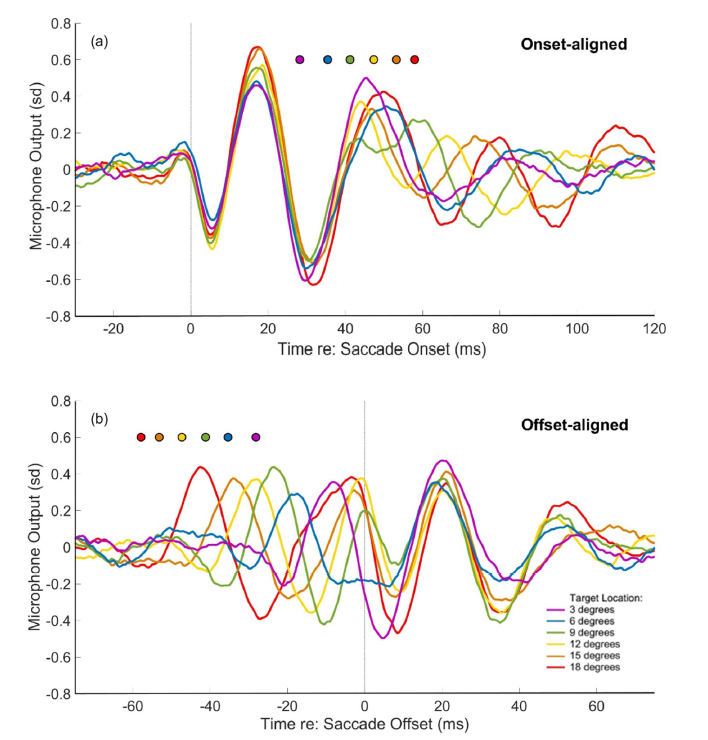 (a)
Onset-aligned
Microphone Output (sd)
0.8
0.6
0.4
0.2
0
-0.2
-0.4
-0.6
-0.8
-20
0
20
40
60
80
100
120
Time re: Saccade Onset (ms)
(b)
Offset-aligned
Microphone Output (sd)
0.8
0.6
0.4
0.2
0
-0.2
-0.4
-0.6
-0.8
Target Location:
3 degrees
6 degrees
9 degrees
12 degrees
15 degrees
18 degrees
-60
-40
-20
0
20
40
60
Time re: Saccade Offset (ms)